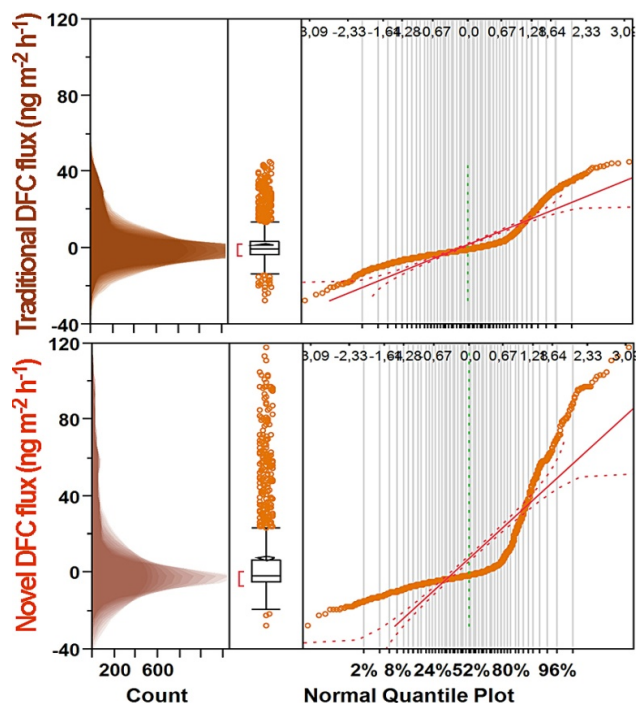 Traditional DFC flux (ng m-2 h-1)
120
80
40
0
-40
3,09 -2,33 -1,64 -1,28 -0,67 0,0 0,67 1,28 1,64 2,33 3,09
Novel DFC flux (ng m-2 h-1)
120
80
40
0
-40
3,09 -2,33 -1,64 -1,28 -0,67 0,0 0,67 1,28 1,64 2,33 3,09
200 600
2% 8% 24% 52% 80% 96%
Count
Normal Quantile Plot